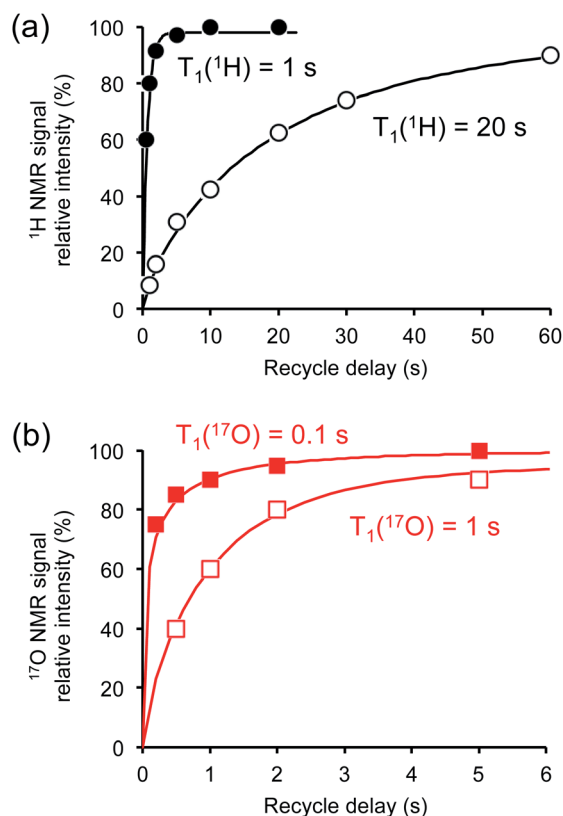 (a)
100
80
60
40
20
0
¹H NMR signal
relative intensity (%)
T₁(¹H) = 1 s
T₁(¹H) = 20 s
0 10 20 30 40 50 60
Recycle delay (s)
(b)
100
80
60
40
20
0
¹⁷O NMR signal
relative intensity (%)
T₁(¹⁷O) = 0.1 s
T₁(¹⁷O) = 1 s
0 1 2 3 4 5 6
Recycle delay (s)